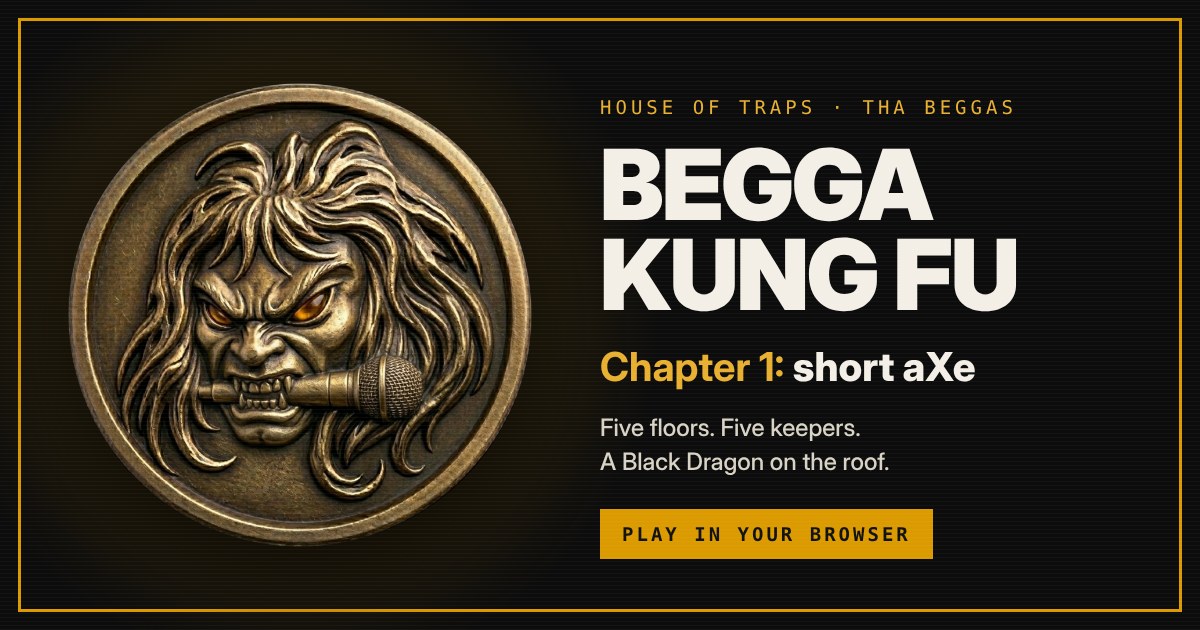 HOUSE OF TRAPS · THA BEGGAS
BEGGA
KUNG FU
Chapter 1: short aXe
Five floors. Five keepers.
A Black Dragon on the roof.
PLAY IN YOUR BROWSER